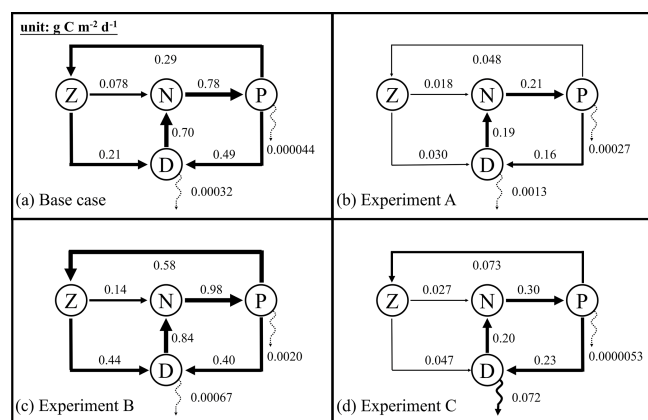 unit: g C m⁻² d⁻¹
0.29
Z 0.078 N 0.78 P
0.70
0.21 0.49 0.000044
D
0.00032
(a) Base case
0.048
Z 0.018 N 0.21 P
0.19
0.030 0.16 0.00027
D
0.0013
(b) Experiment A
0.58
Z 0.14 N 0.98 P
0.84
0.44 0.40 0.0020
D
0.00067
(c) Experiment B
0.073
Z 0.027 N 0.30 P
0.20
0.047 0.23 0.0000053
D
0.072
(d) Experiment C